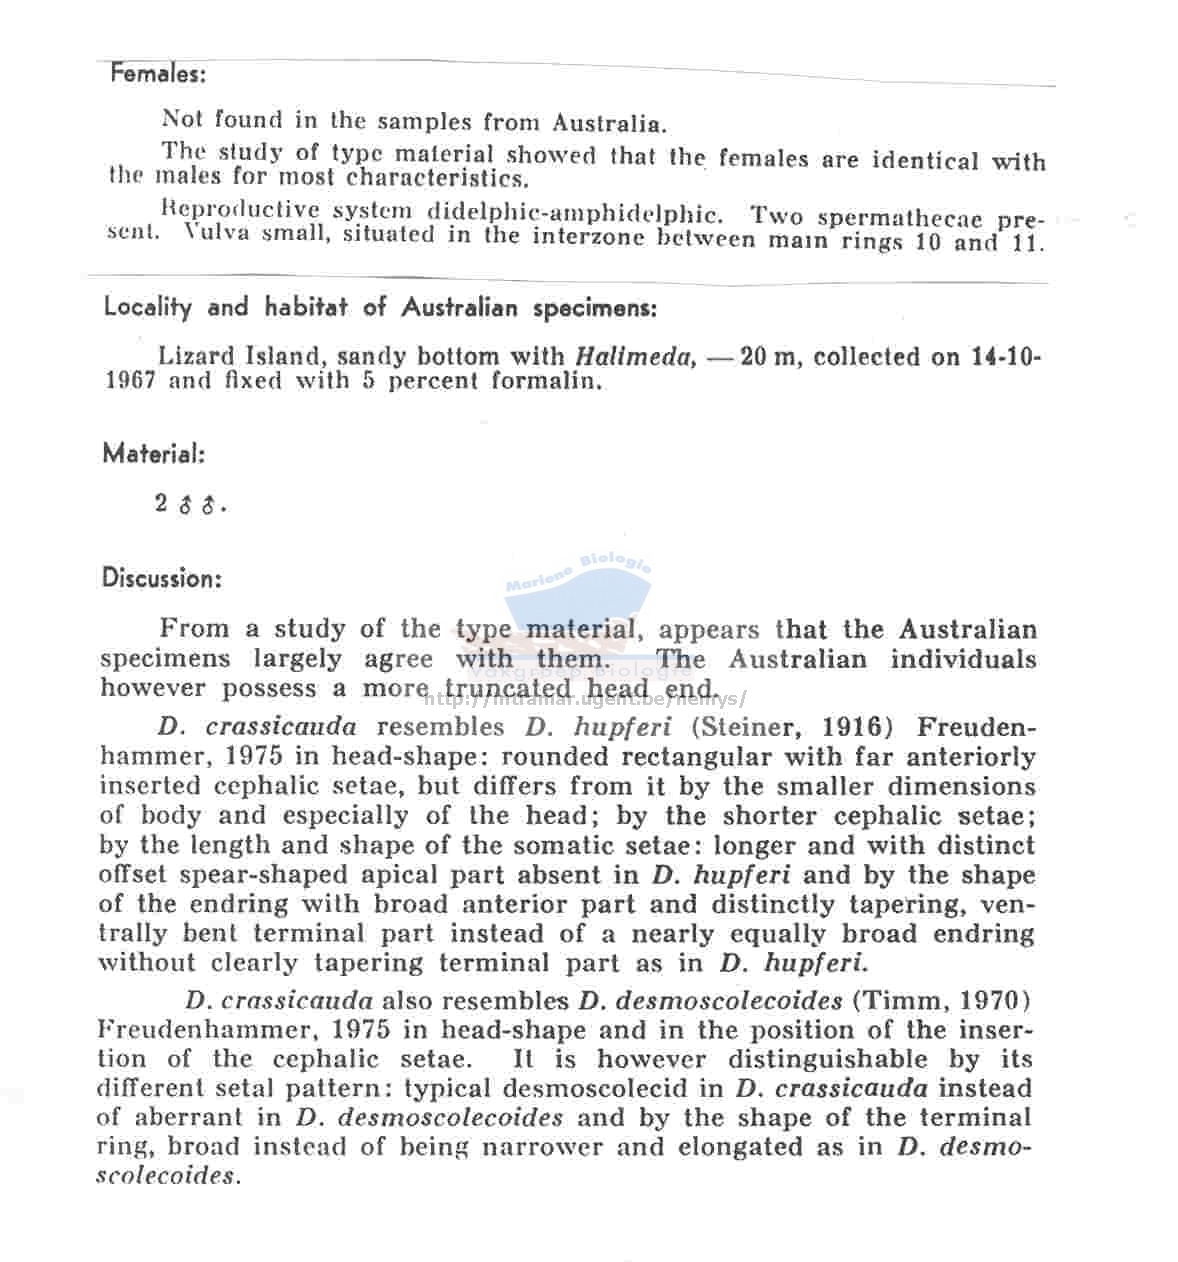 Females:
Not found in the samples from Australia.
The study of type material showed that the females are identical with
the males for most characteristics.
Reproductive system didelphic-amphidelphic. Two spermathecae pre-
sent. Vulva small, situated in the interzone between main rings 10 and 11.
Locality and habitat of Australian specimens:
Lizard Island, sandy bottom with Halimeda, — 20 m, collected on 14-10-
1967 and fixed with 5 percent formalin.
Material:
2 ♂ ♂.
Discussion:
Mariene Biologie
From a study of the type material, appears that the Australian
specimens largely agree with them. The Australian individuals
Vakgroep Biologie
however possess a more truncated head end.
http://intramar.ugent.be/nemys/
D. crassicauda resembles D. hupferi (Steiner, 1916) Freuden-
hammer, 1975 in head-shape: rounded rectangular with far anteriorly
inserted cephalic setae, but differs from it by the smaller dimensions
of body and especially of the head; by the shorter cephalic setae;
by the length and shape of the somatic setae: longer and with distinct
offset spear-shaped apical part absent in D. hupferi and by the shape
of the endring with broad anterior part and distinctly tapering, ven-
trally bent terminal part instead of a nearly equally broad endring
without clearly tapering terminal part as in D. hupferi.
D. crassicauda also resembles D. desmoscolecoides (Timm, 1970)
Freudenhammer, 1975 in head-shape and in the position of the inser-
tion of the cephalic setae. It is however distinguishable by its
different setal pattern: typical desmoscolecid in D. crassicauda instead
of aberrant in D. desmoscolecoides and by the shape of the terminal
ring, broad instead of being narrower and elongated as in D. desmo-
scolecoides.